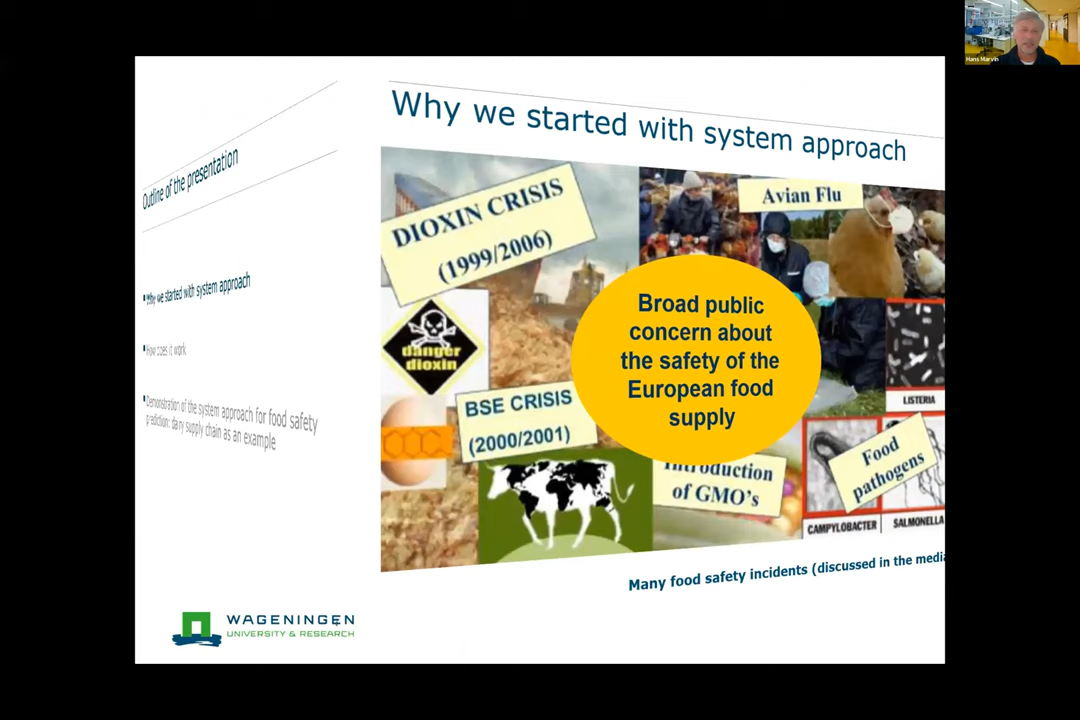 Hans Marvin
Outline of the presentation
Why we started with system approach
How does it work
Demonstration of the system approach for food safety
prediction: dairy supply chain as an example
Why we started with system approach
DIOXIN CRISIS
(1999/2006)
Avian Flu
danger
dioxin
Broad public
concern about
the safety of the
European food
supply
BSE CRISIS
(2000/2001)
LISTERIA
Introduction
of GMO's
Food
pathogens
CAMPYLOBACTER
SALMONELLA
Many food safety incidents (discussed in the media
WAGENINGEN
UNIVERSITY & RESEARCH